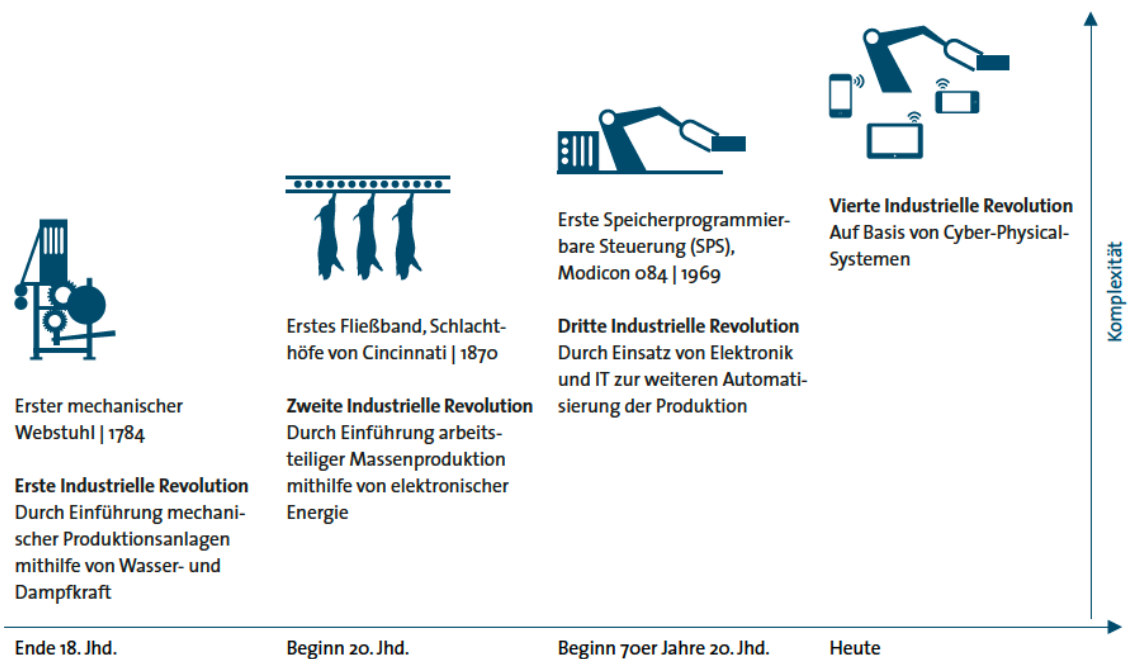 Erster mechanischer
Webstuhl | 1784
Erste Industrielle Revolution
Durch Einführung mechani-
scher Produktionsanlagen
mithilfe von Wasser- und
Dampfkraft
Ende 18. Jhd.
Erstes Fließband, Schlacht-
höfe von Cincinnati | 1870
Zweite Industrielle Revolution
Durch Einführung arbeits-
teiliger Massenproduktion
mithilfe von elektronischer
Energie
Beginn 20. Jhd.
Erste Speicherprogrammier-
bare Steuerung (SPS),
Modicon 084 | 1969
Dritte Industrielle Revolution
Durch Einsatz von Elektronik
und IT zur weiteren Automati-
sierung der Produktion
Beginn 70er Jahre 20. Jhd.
Vierte Industrielle Revolution
Auf Basis von Cyber-Physical-
Systemen
Heute
Komplexität